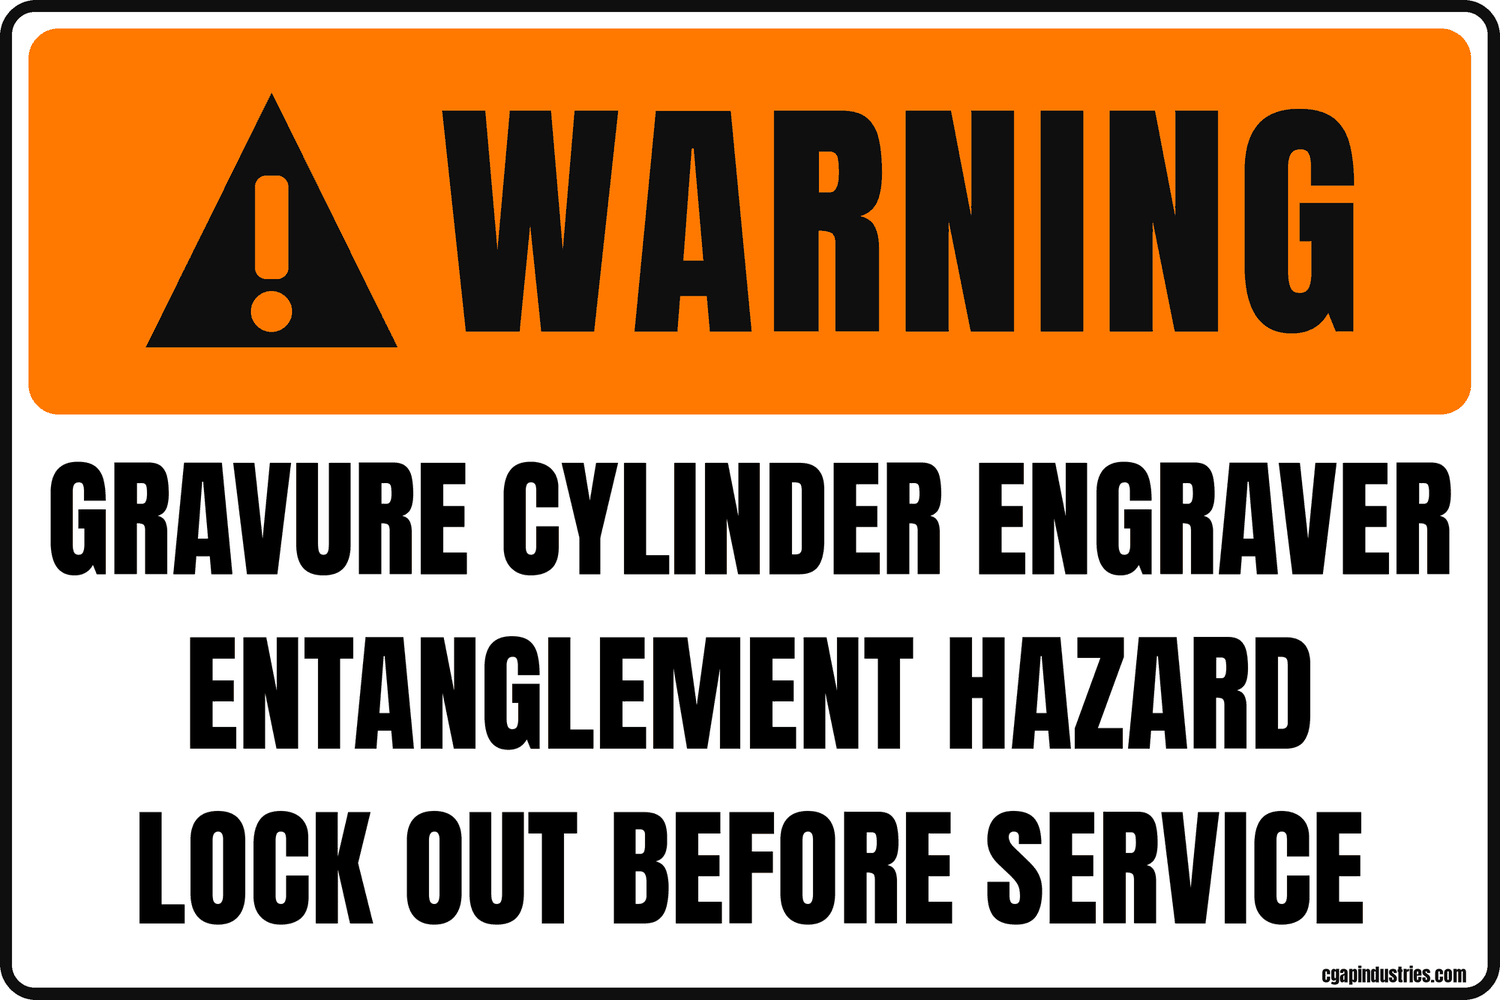 WARNING
GRAVURE CYLINDER ENGRAVER
ENTANGLEMENT HAZARD
LOCK OUT BEFORE SERVICE
cgapindustries.com